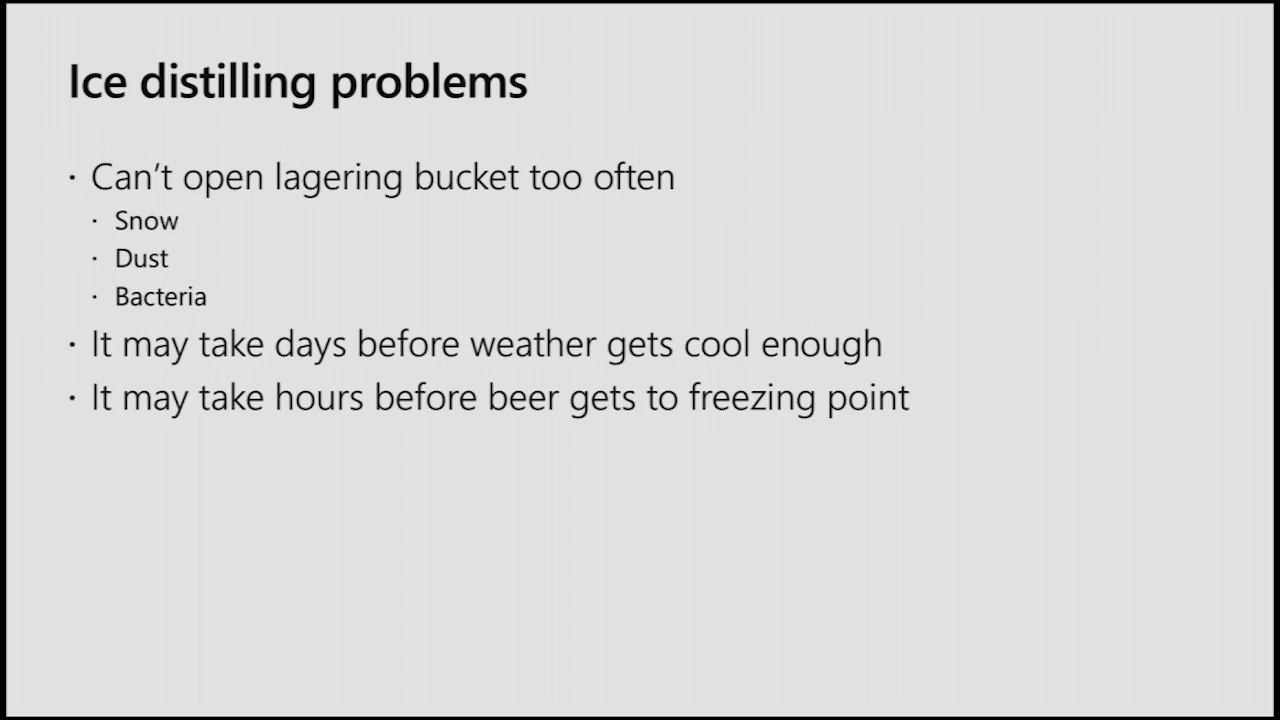 Ice distilling problems
· Can't open lagering bucket too often
· Snow
· Dust
· Bacteria
· It may take days before weather gets cool enough
· It may take hours before beer gets to freezing point